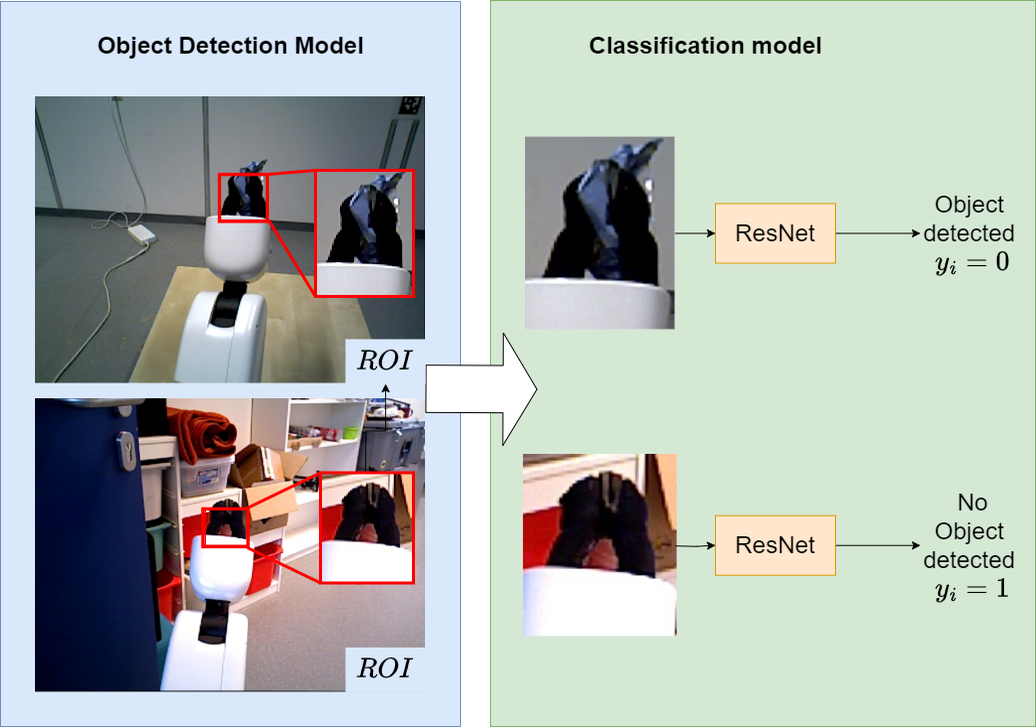 Object Detection Model
Classification model
ROI
ROI
ResNet
Object
detected
y_i = 0
ResNet
No
Object
detected
y_i = 1